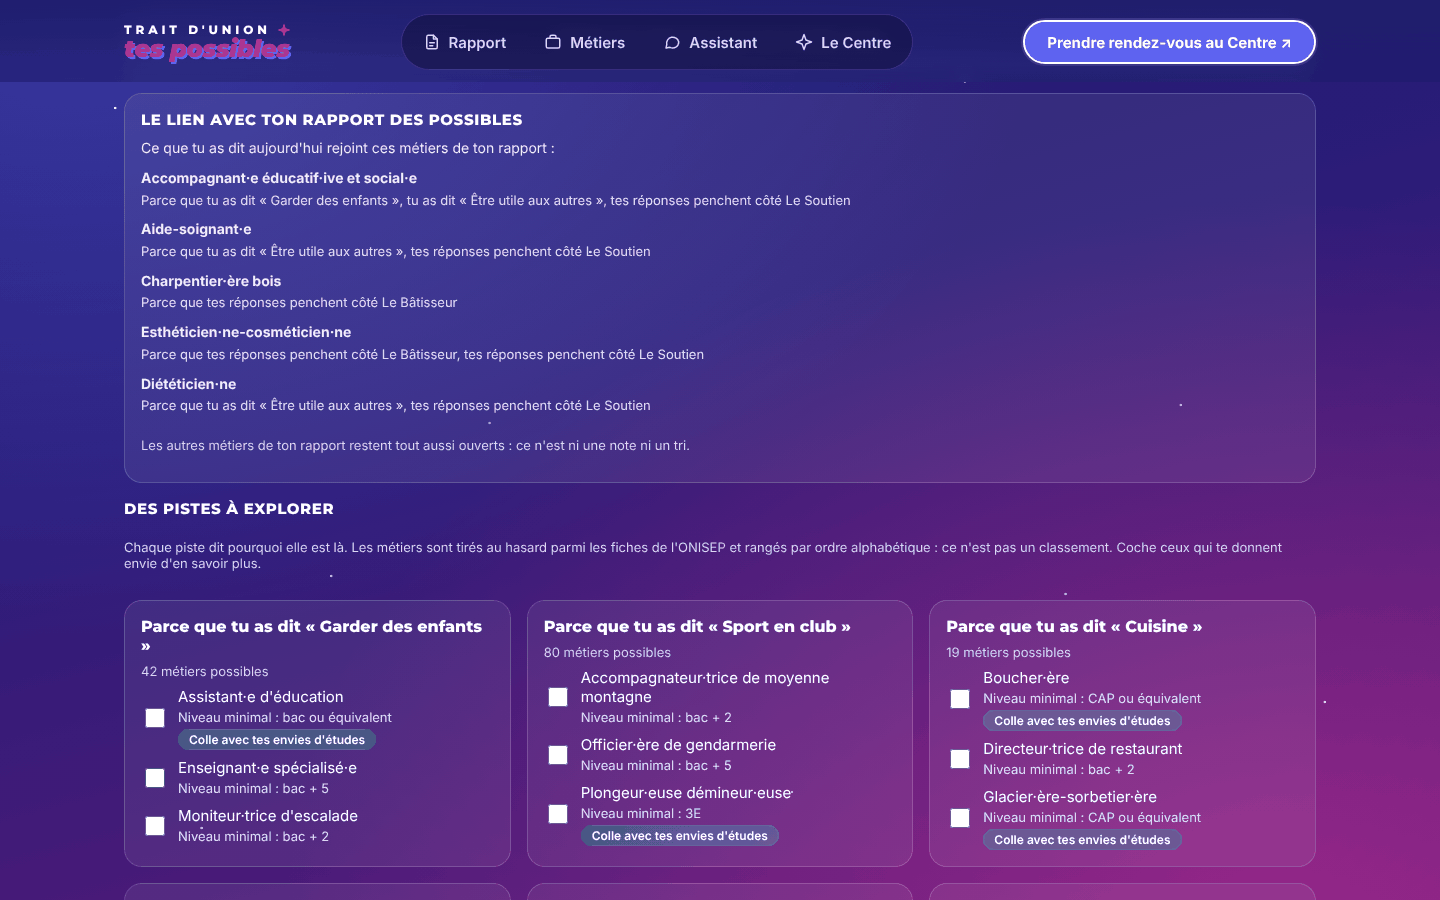 TRAIT D'UNION
tes possibles
Rapport
Métiers
Assistant
Le Centre
Prendre rendez-vous au Centre ↗
LE LIEN AVEC TON RAPPORT DES POSSIBLES
Ce que tu as dit aujourd'hui rejoint ces métiers de ton rapport :
Accompagnant·e éducatif·ive et social·e
Parce que tu as dit « Garder des enfants », tu as dit « Être utile aux autres », tes réponses penchent côté Le Soutien
Aide-soignant·e
Parce que tu as dit « Être utile aux autres », tes réponses penchent côté Le Soutien
Charpentier·ère bois
Parce que tes réponses penchent côté Le Bâtisseur
Esthéticien·ne-cosméticien·ne
Parce que tes réponses penchent côté Le Bâtisseur, tes réponses penchent côté Le Soutien
Diététicien·ne
Parce que tu as dit « Être utile aux autres », tes réponses penchent côté Le Soutien
Les autres métiers de ton rapport restent tout aussi ouverts : ce n'est ni une note ni un tri.
DES PISTES À EXPLORER
Chaque piste dit pourquoi elle est là. Les métiers sont tirés au hasard parmi les fiches de l'ONISEP et rangés par ordre alphabétique : ce n'est pas un classement. Coche ceux qui te donnent
envie d'en savoir plus.
Parce que tu as dit « Garder des enfants
»
42 métiers possibles
Assistant·e d'éducation
Niveau minimal : bac ou équivalent
Colle avec tes envies d'études
Enseignant·e spécialisé·e
Niveau minimal : bac + 5
Moniteur·trice d'escalade
Niveau minimal : bac + 2
Parce que tu as dit « Sport en club »
80 métiers possibles
Accompagnateur·trice de moyenne
montagne
Niveau minimal : bac + 2
Officier·ère de gendarmerie
Niveau minimal : bac + 5
Plongeur·euse démineur·euse
Niveau minimal : 3E
Colle avec tes envies d'études
Parce que tu as dit « Cuisine »
19 métiers possibles
Boucher·ère
Niveau minimal : CAP ou équivalent
Colle avec tes envies d'études
Directeur·trice de restaurant
Niveau minimal : bac + 2
Glacier·ère-sorbetier·ère
Niveau minimal : CAP ou équivalent
Colle avec tes envies d'études